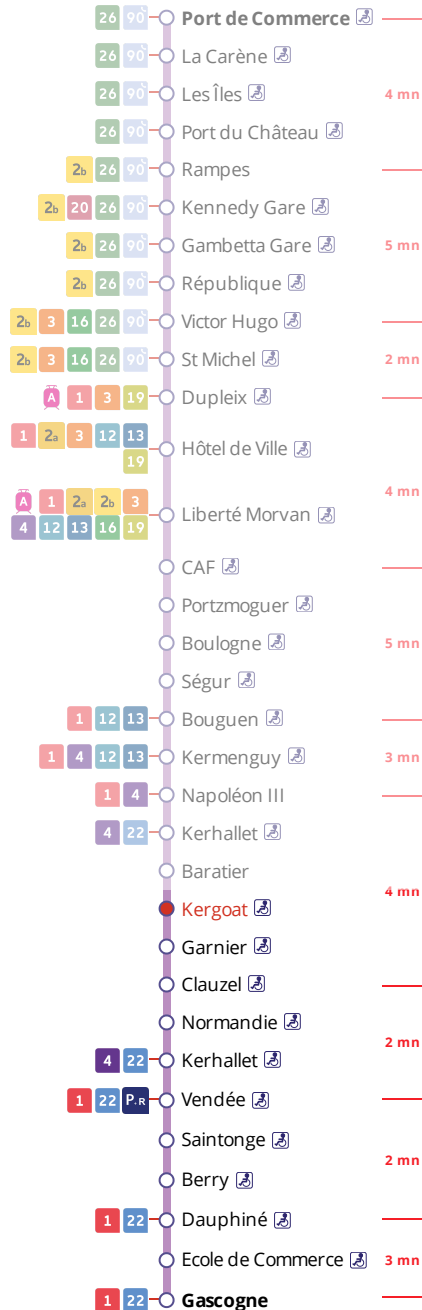 26 90 Port de Commerce
26 90 La Carène
26 90 Les Îles
4 mn
26 90 Port du Château
2b 26 90 Rampes
2b 20 26 90 Kennedy Gare
2b 26 90 Gambetta Gare
5 mn
2b 26 90 République
2b 3 16 26 90 Victor Hugo
2b 3 16 26 90 St Michel
2 mn
A 1 3 19 Dupleix
1 2a 3 12 13
19
Hôtel de Ville
4 mn
A 1 2a 2b 3
4 12 13 16 19
Liberté Morvan
CAF
Portzmoguer
Boulogne
5 mn
Ségur
1 12 13 Bouguen
1 4 12 13 Kermenguy
3 mn
1 4 Napoléon III
4 22 Kerhallet
Baratier
4 mn
Kergoat
Garnier
Clauzel
Normandie
2 mn
4 22 Kerhallet
1 22 P+R Vendée
Saintonge
2 mn
Berry
1 22 Dauphiné
Ecole de Commerce
3 mn
1 22 Gascogne